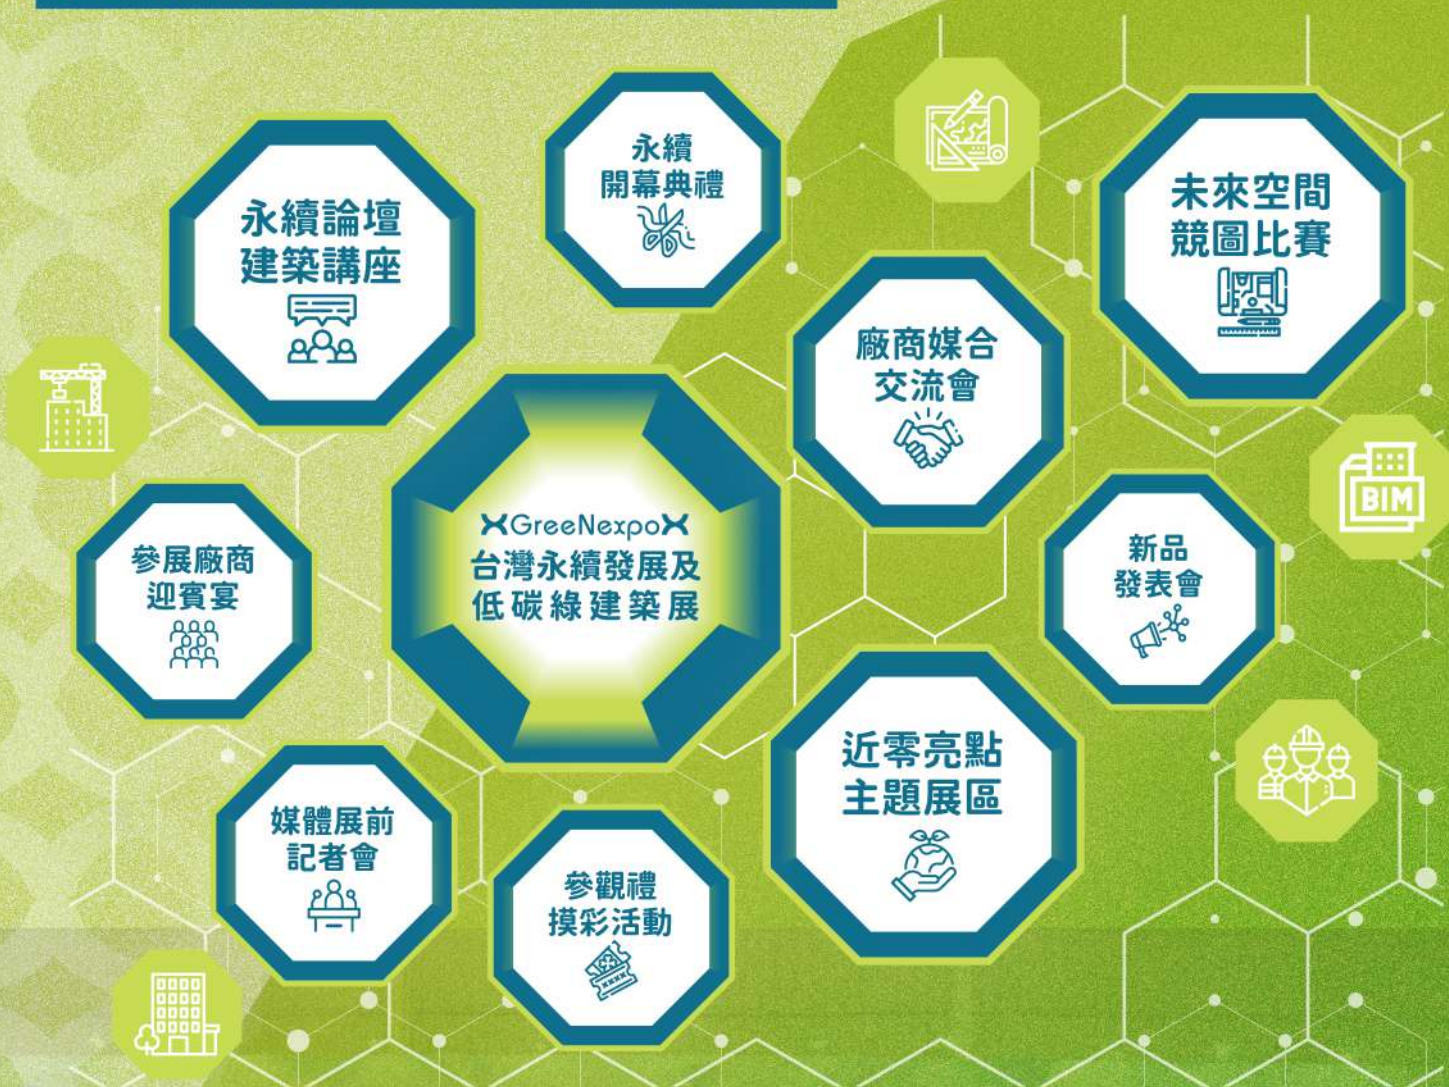 永續
開幕典禮
永續論壇
建築講座
未來空間
競圖比賽
廠商媒合
交流會
GreeNexpo
台灣永續發展及
低碳綠建築展
BIM
參展廠商
迎賓宴
新品
發表會
近零亮點
主題展區
媒體展前
記者會
參觀禮
摸彩活動